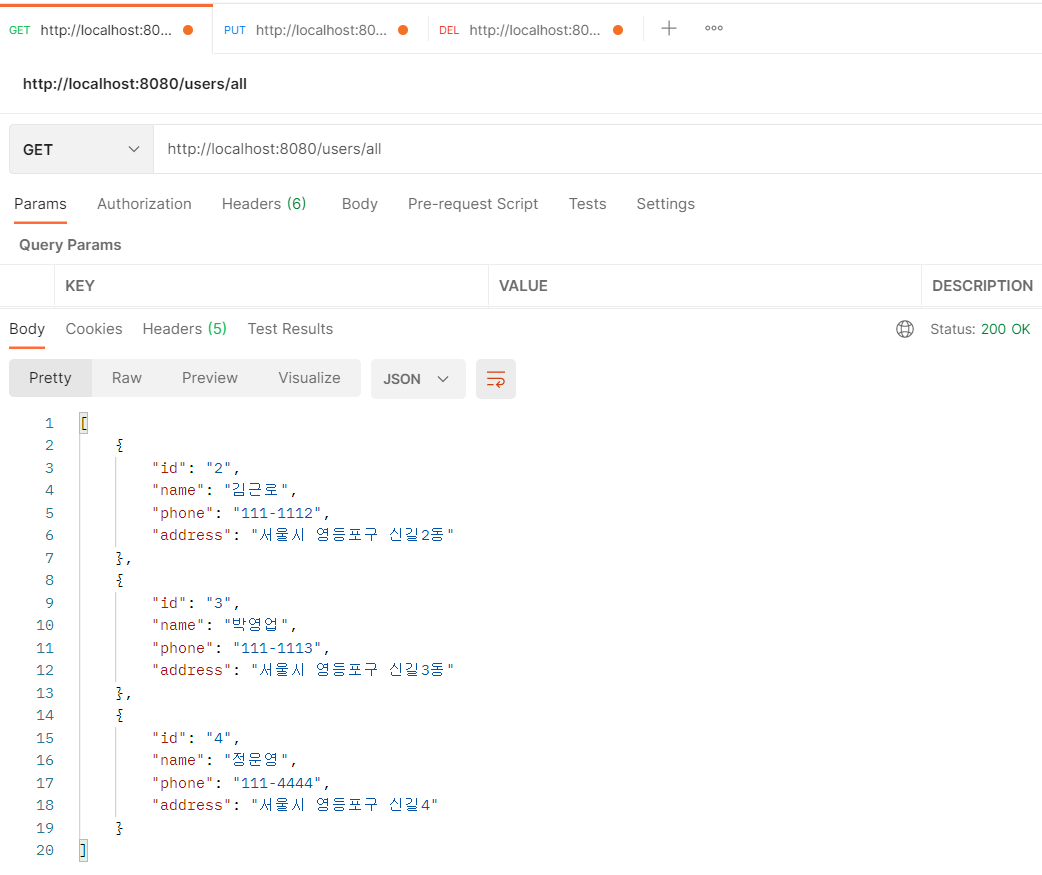 GET http://localhost:80... PUT http://localhost:80... DEL http://localhost:80...
http://localhost:8080/users/all
GET http://localhost:8080/users/all
Params Authorization Headers (6) Body Pre-request Script Tests Settings
Query Params
KEY VALUE DESCRIPTION
Body Cookies Headers (5) Test Results Status: 200 OK
Pretty Raw Preview Visualize JSON
1 [
2 {
3 "id": "2",
4 "name": "김근로",
5 "phone": "111-1112",
6 "address": "서울시 영등포구 신길2동"
7 },
8 {
9 "id": "3",
10 "name": "박영업",
11 "phone": "111-1113",
12 "address": "서울시 영등포구 신길3동"
13 },
14 {
15 "id": "4",
16 "name": "정운영",
17 "phone": "111-4444",
18 "address": "서울시 영등포구 신길4"
19 }
20 ]